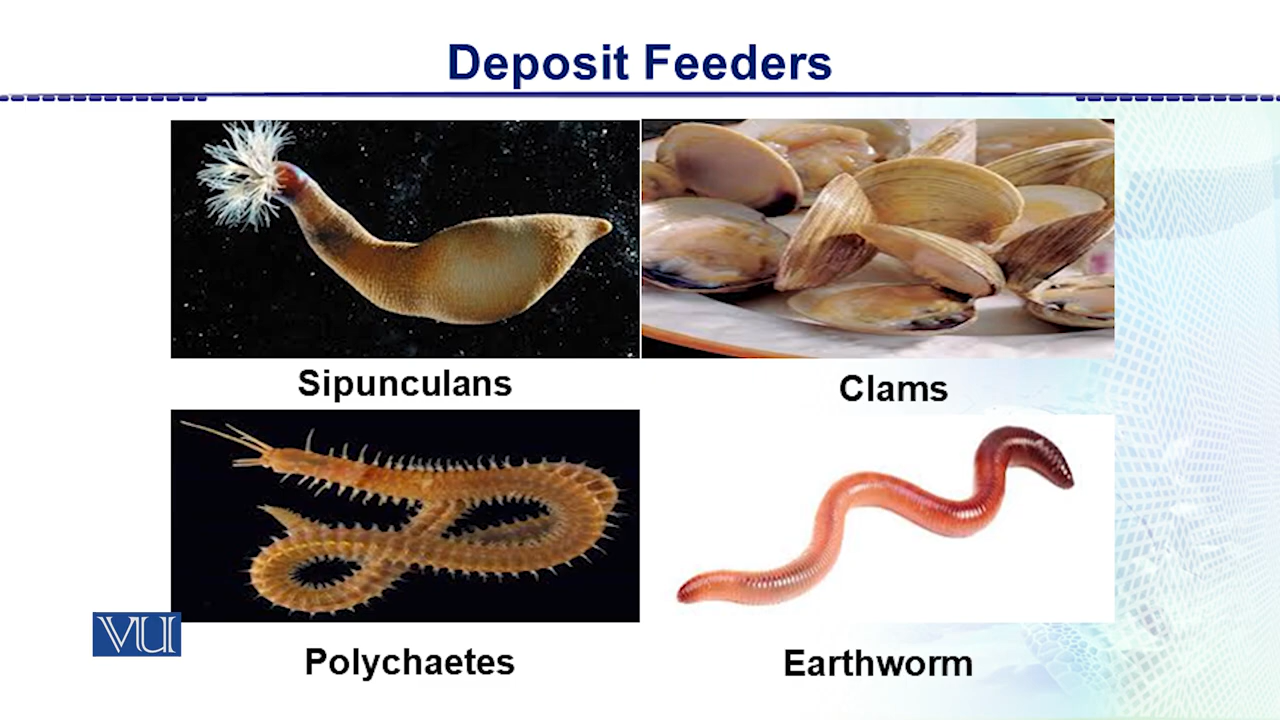 Deposit Feeders
Sipunculans
Clams
Polychaetes
Earthworm
VU